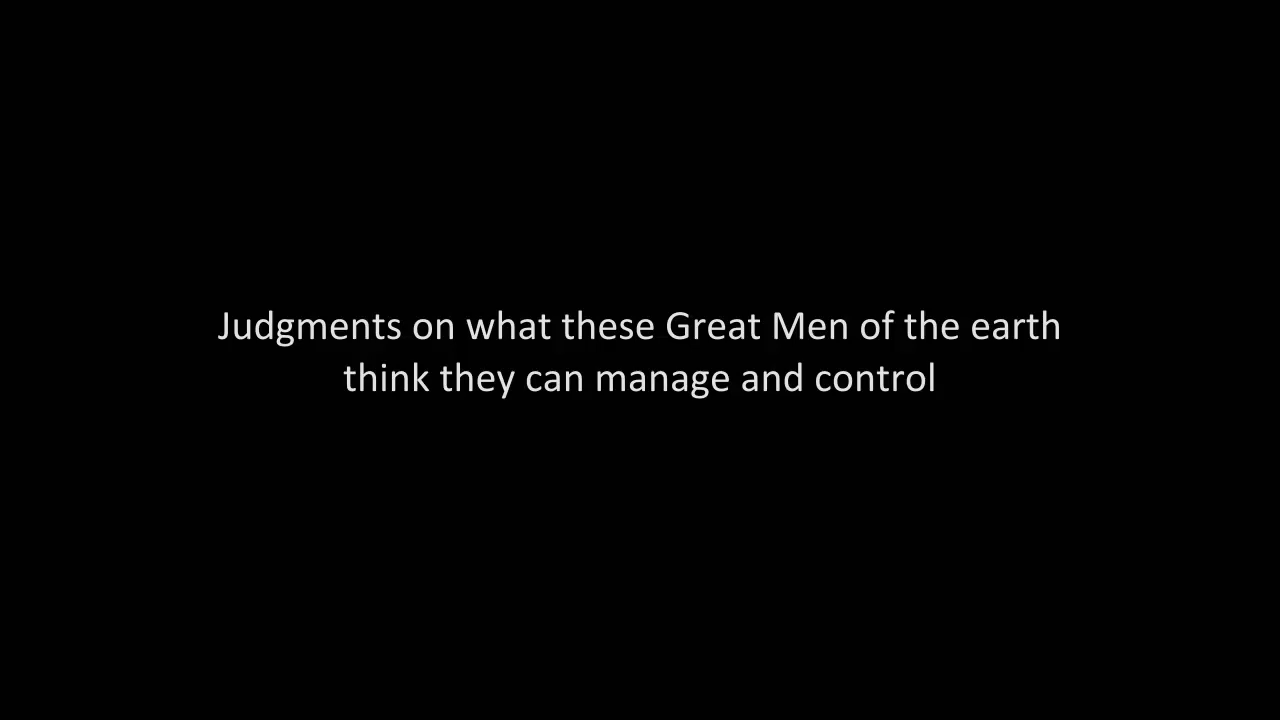 Judgments on what these Great Men of the earth
think they can manage and control